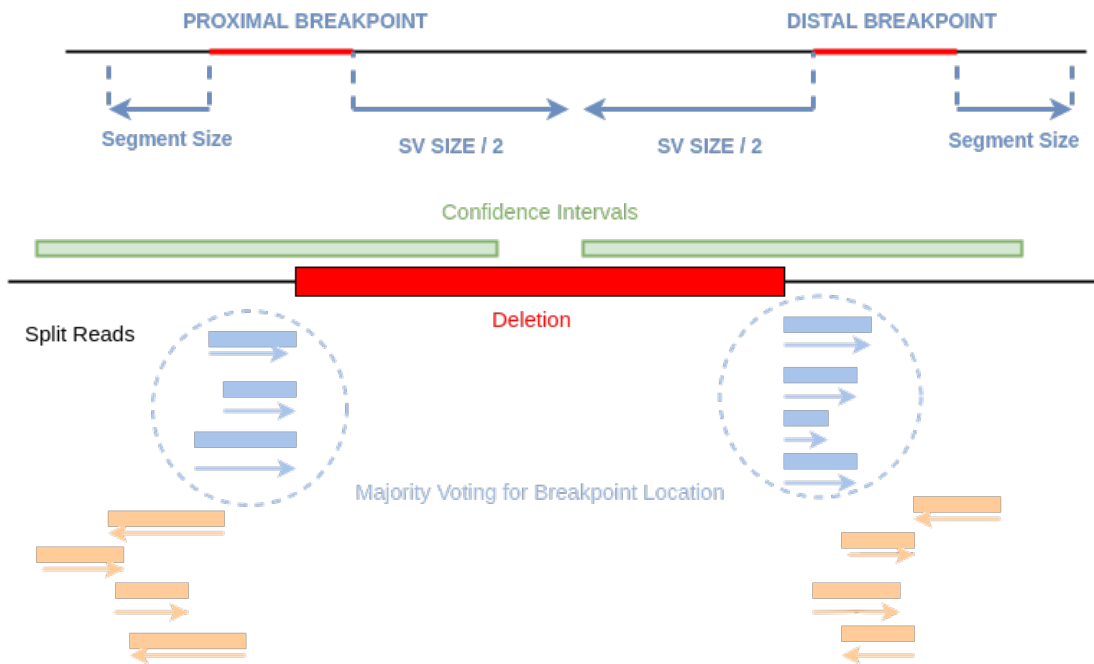 PROXIMAL BREAKPOINT
DISTAL BREAKPOINT
Segment Size
SV SIZE / 2
SV SIZE / 2
Segment Size
Confidence Intervals
Deletion
Split Reads
Majority Voting for Breakpoint Location